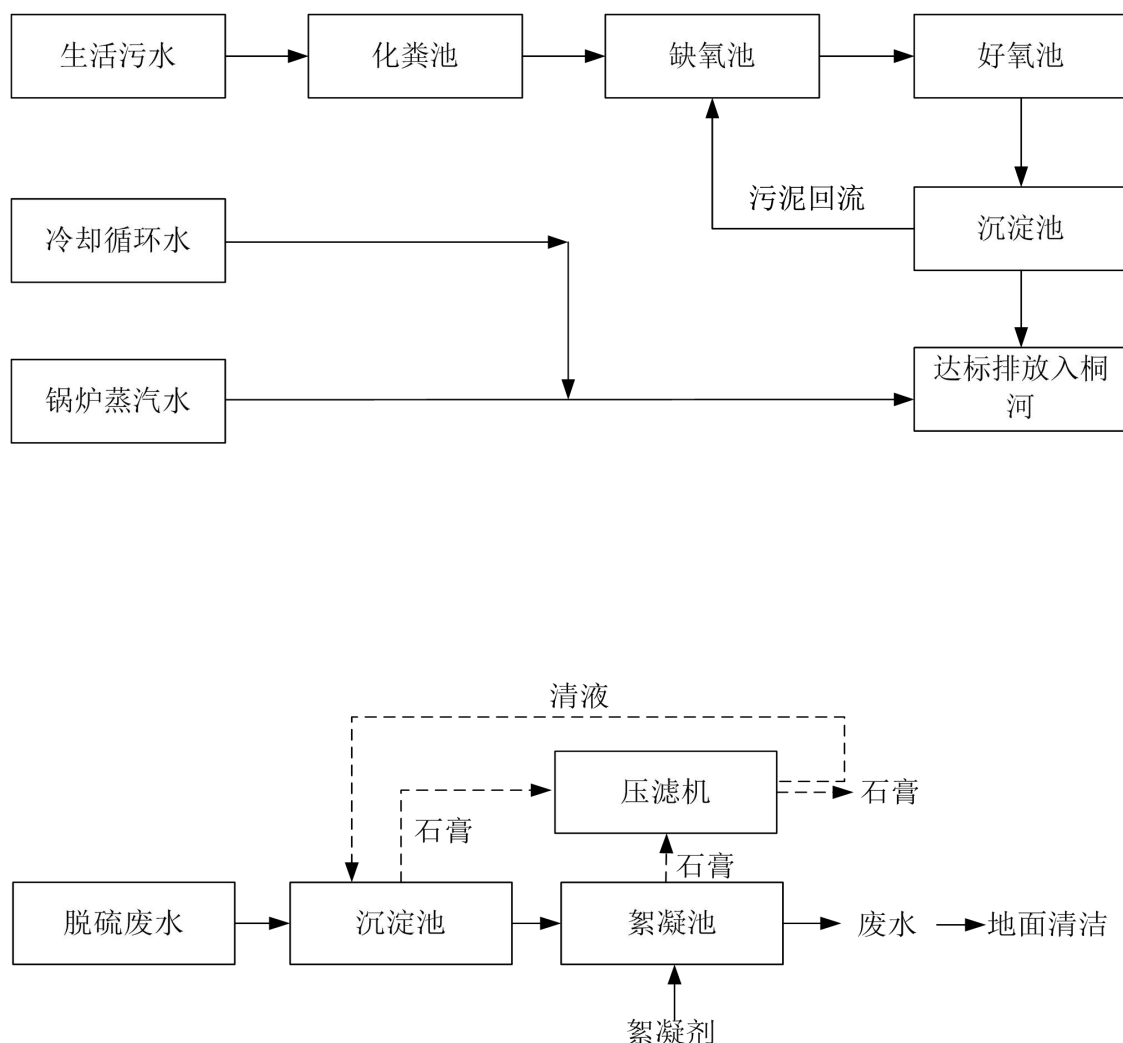 生活污水
化粪池
缺氧池
好氧池
污泥回流
冷却循环水
沉淀池
锅炉蒸汽水
达标排放入桐
河
清液
压滤机
石膏
石膏
石膏
脱硫废水
沉淀池
絮凝池
废水
地面清洁
絮凝剂